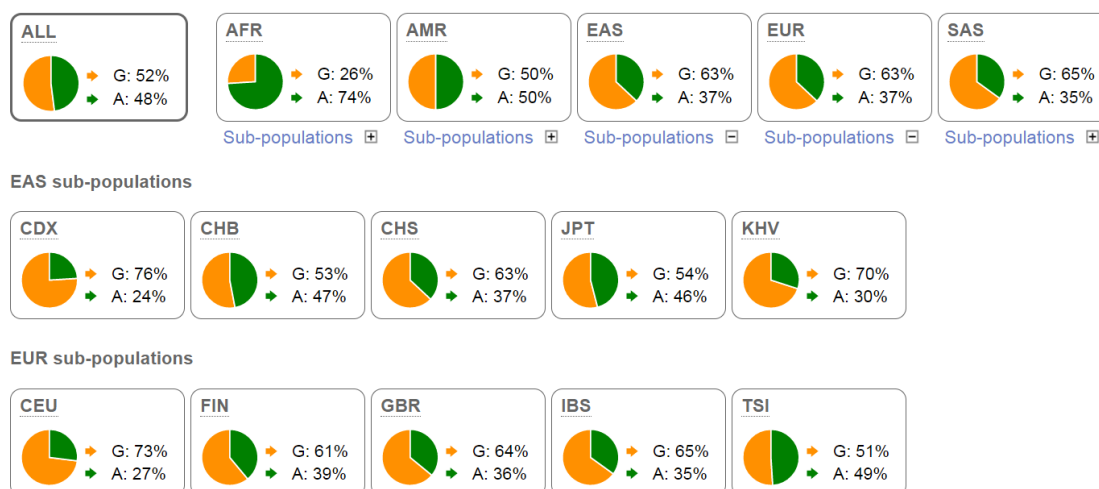 ALL
G: 52%
A: 48%
AFR
G: 26%
A: 74%
Sub-populations
AMR
G: 50%
A: 50%
Sub-populations
EAS
G: 63%
A: 37%
Sub-populations
EUR
G: 63%
A: 37%
Sub-populations
SAS
G: 65%
A: 35%
Sub-populations
EAS sub-populations
CDX
G: 76%
A: 24%
CHB
G: 53%
A: 47%
CHS
G: 63%
A: 37%
JPT
G: 54%
A: 46%
KHV
G: 70%
A: 30%
EUR sub-populations
CEU
G: 73%
A: 27%
FIN
G: 61%
A: 39%
GBR
G: 64%
A: 36%
IBS
G: 65%
A: 35%
TSI
G: 51%
A: 49%